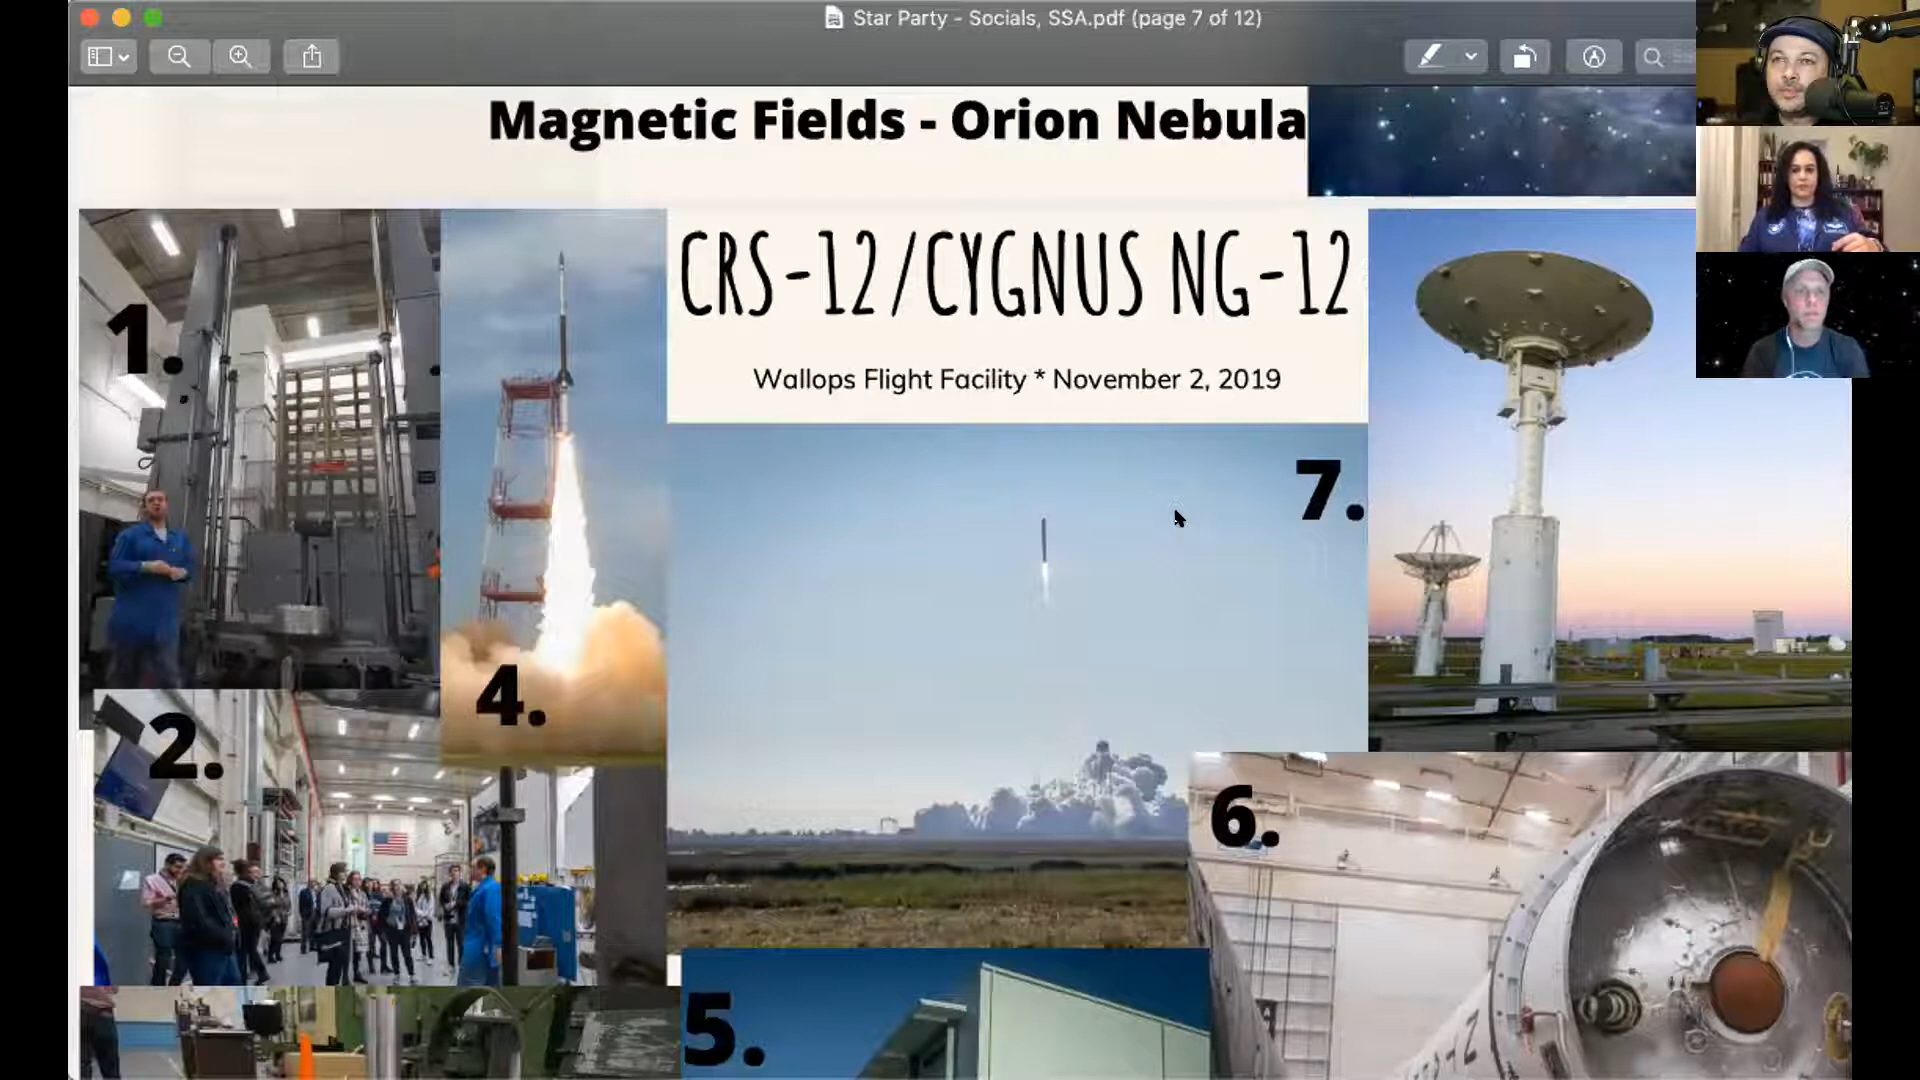 Star Party - Socials, SSA.pdf (page 7 of 12)
Magnetic Fields - Orion Nebula
CRS-12/CYGNUS NG-12
Wallops Flight Facility * November 2, 2019
1.
2.
4.
7.
6.
5.